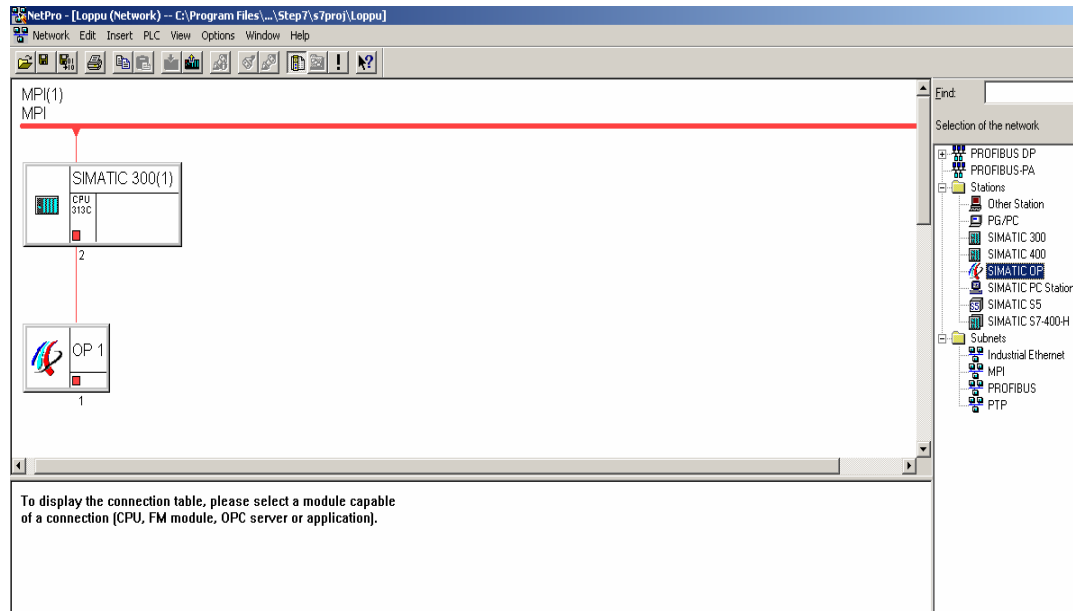 NetPro - [Loppu (Network) -- C:\Program Files\...\Step7\s7proj\Loppu]
Network Edit Insert PLC View Options Window Help
MPI(1)
MPI
SIMATIC 300(1)
CPU
313C
2
OP 1
1
Find:
Selection of the network
PROFIBUS DP
PROFIBUS-PA
Stations
Other Station
PG/PC
SIMATIC 300
SIMATIC 400
SIMATIC OP
SIMATIC PC Station
SIMATIC S5
SIMATIC S7-400-H
Subnets
Industrial Ethernet
MPI
PROFIBUS
PTP
To display the connection table, please select a module capable
of a connection (CPU, FM module, OPC server or application).